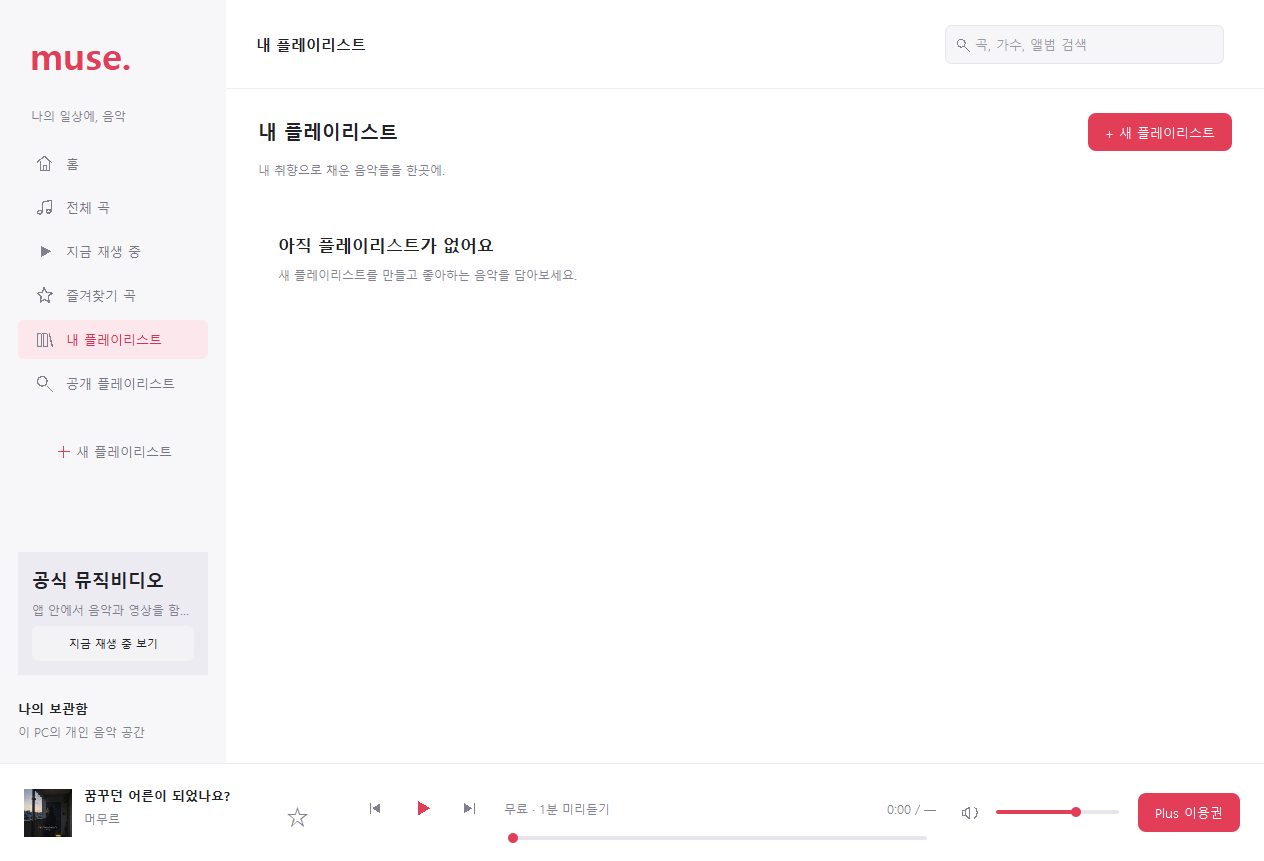 muse.
나의 일상에, 음악
홈
전체 곡
지금 재생 중
즐겨찾기 곡
내 플레이리스트
공개 플레이리스트
+ 새 플레이리스트
공식 뮤직비디오
앱 안에서 음악과 영상을 함...
지금 재생 중 보기
나의 보관함
이 PC의 개인 음악 공간
내 플레이리스트
곡, 가수, 앨범 검색
내 플레이리스트
+ 새 플레이리스트
내 취향으로 채운 음악들을 한곳에.
아직 플레이리스트가 없어요
새 플레이리스트를 만들고 좋아하는 음악을 담아보세요.
꿈꾸던 어른이 되었나요?
머무르
무료 · 1분 미리듣기
0:00 / —
Plus 이용권